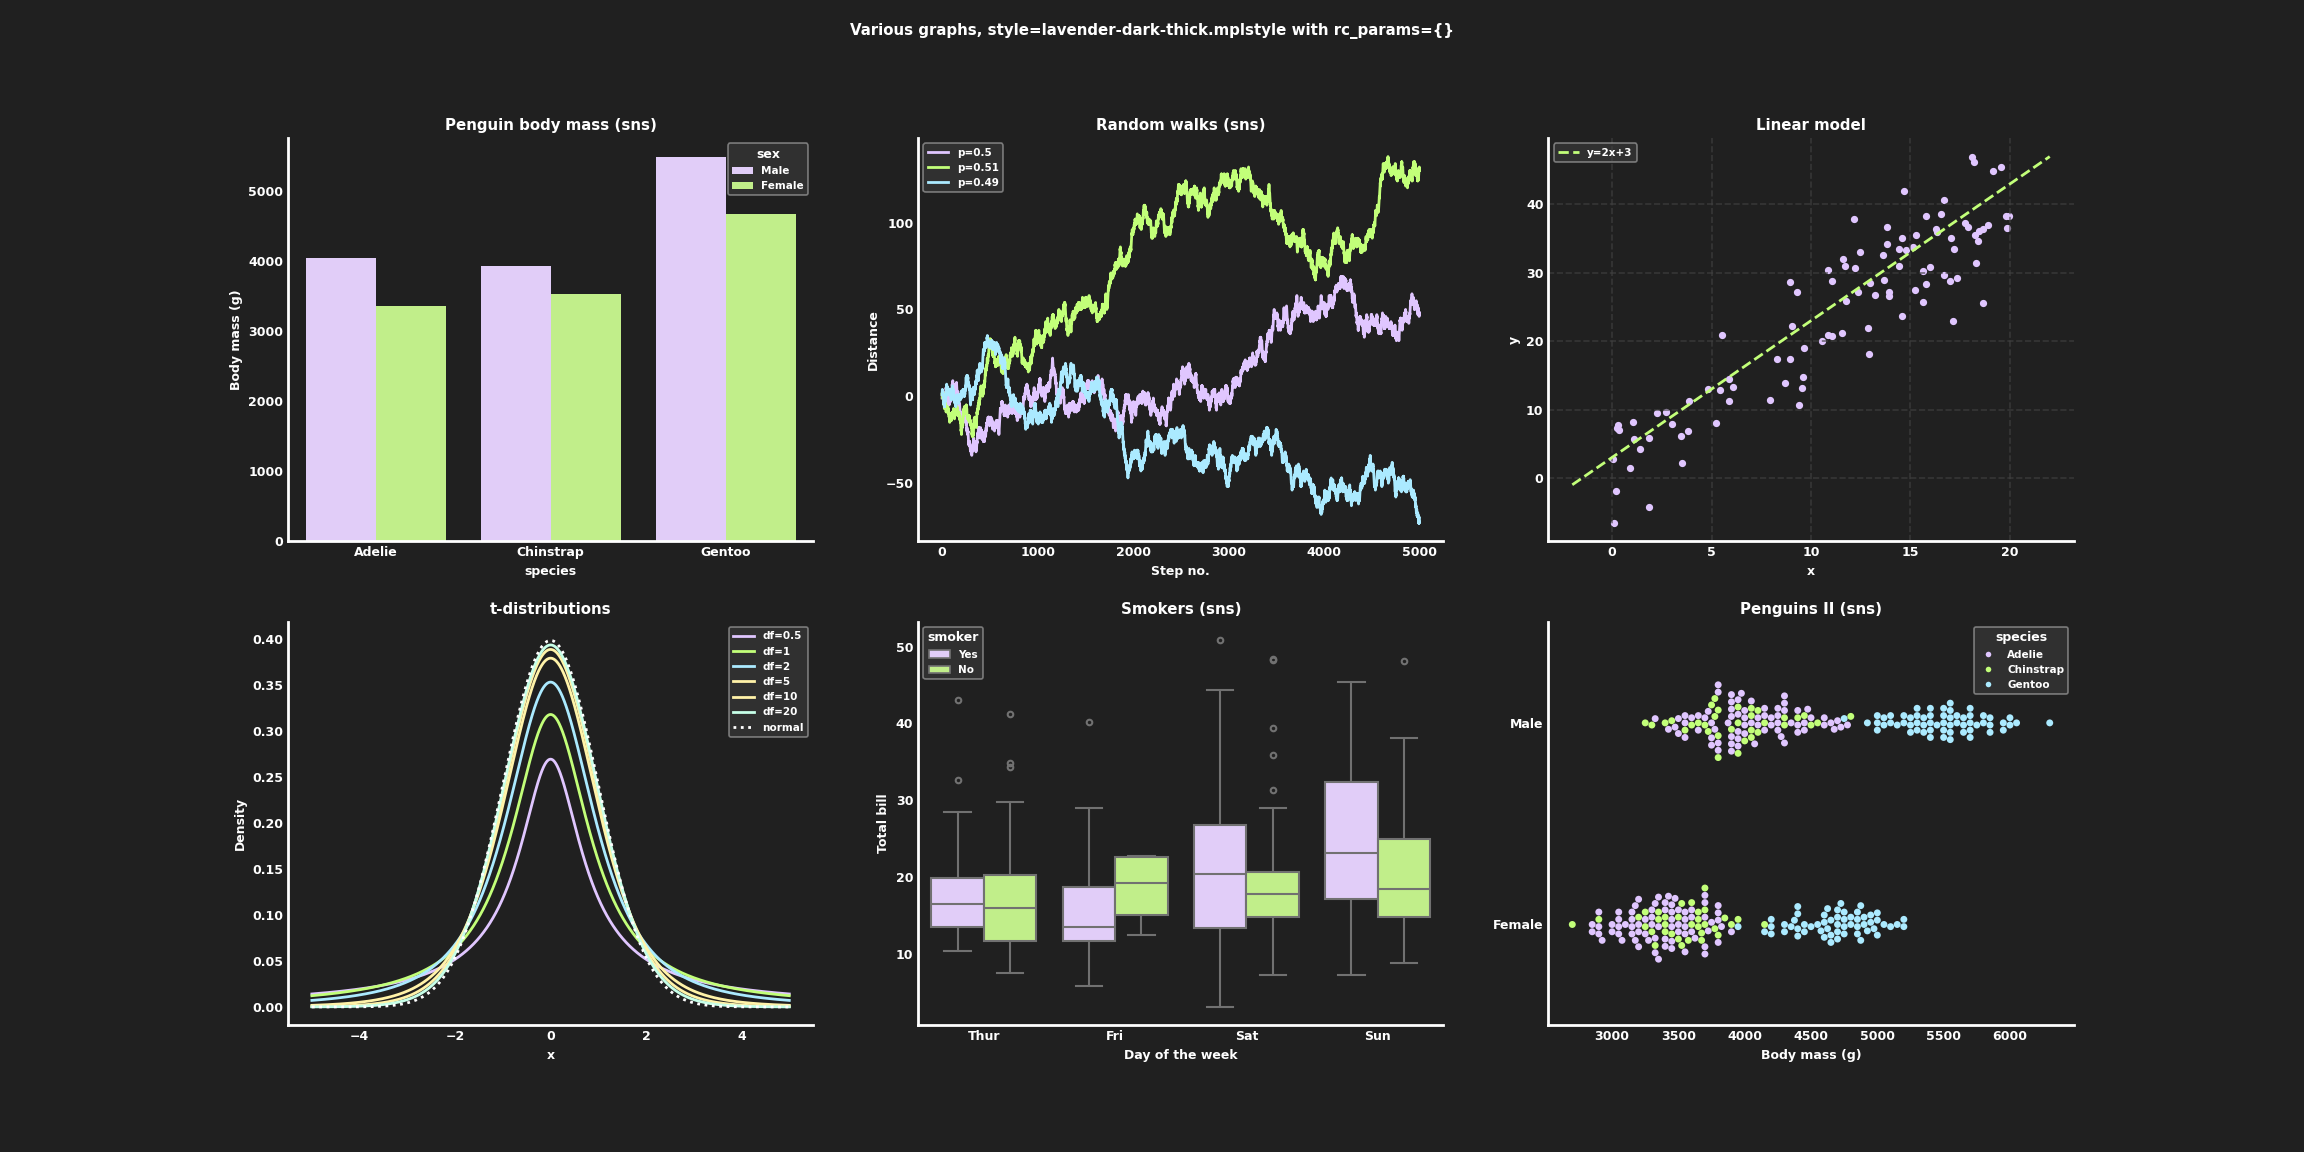 Various graphs, style=lavender-dark-thick.mplstyle with rc_params={}
Penguin body mass (sns)
sex
Male
Female
Body mass (g)
5000
4000
3000
2000
1000
0
Adelie Chinstrap Gentoo
species
Random walks (sns)
p=0.5
p=0.51
p=0.49
Distance
100
50
0
−50
0 1000 2000 3000 4000 5000
Step no.
Linear model
y=2x+3
y
40
30
20
10
0
0 5 10 15 20
x
t-distributions
df=0.5
df=1
df=2
df=5
df=10
df=20
normal
Density
0.40
0.35
0.30
0.25
0.20
0.15
0.10
0.05
0.00
−4 −2 0 2 4
x
Smokers (sns)
smoker
Yes
No
Total bill
50
40
30
20
10
Thur Fri Sat Sun
Day of the week
Penguins II (sns)
species
Adelie
Chinstrap
Gentoo
Male
Female
3000 3500 4000 4500 5000 5500 6000
Body mass (g)